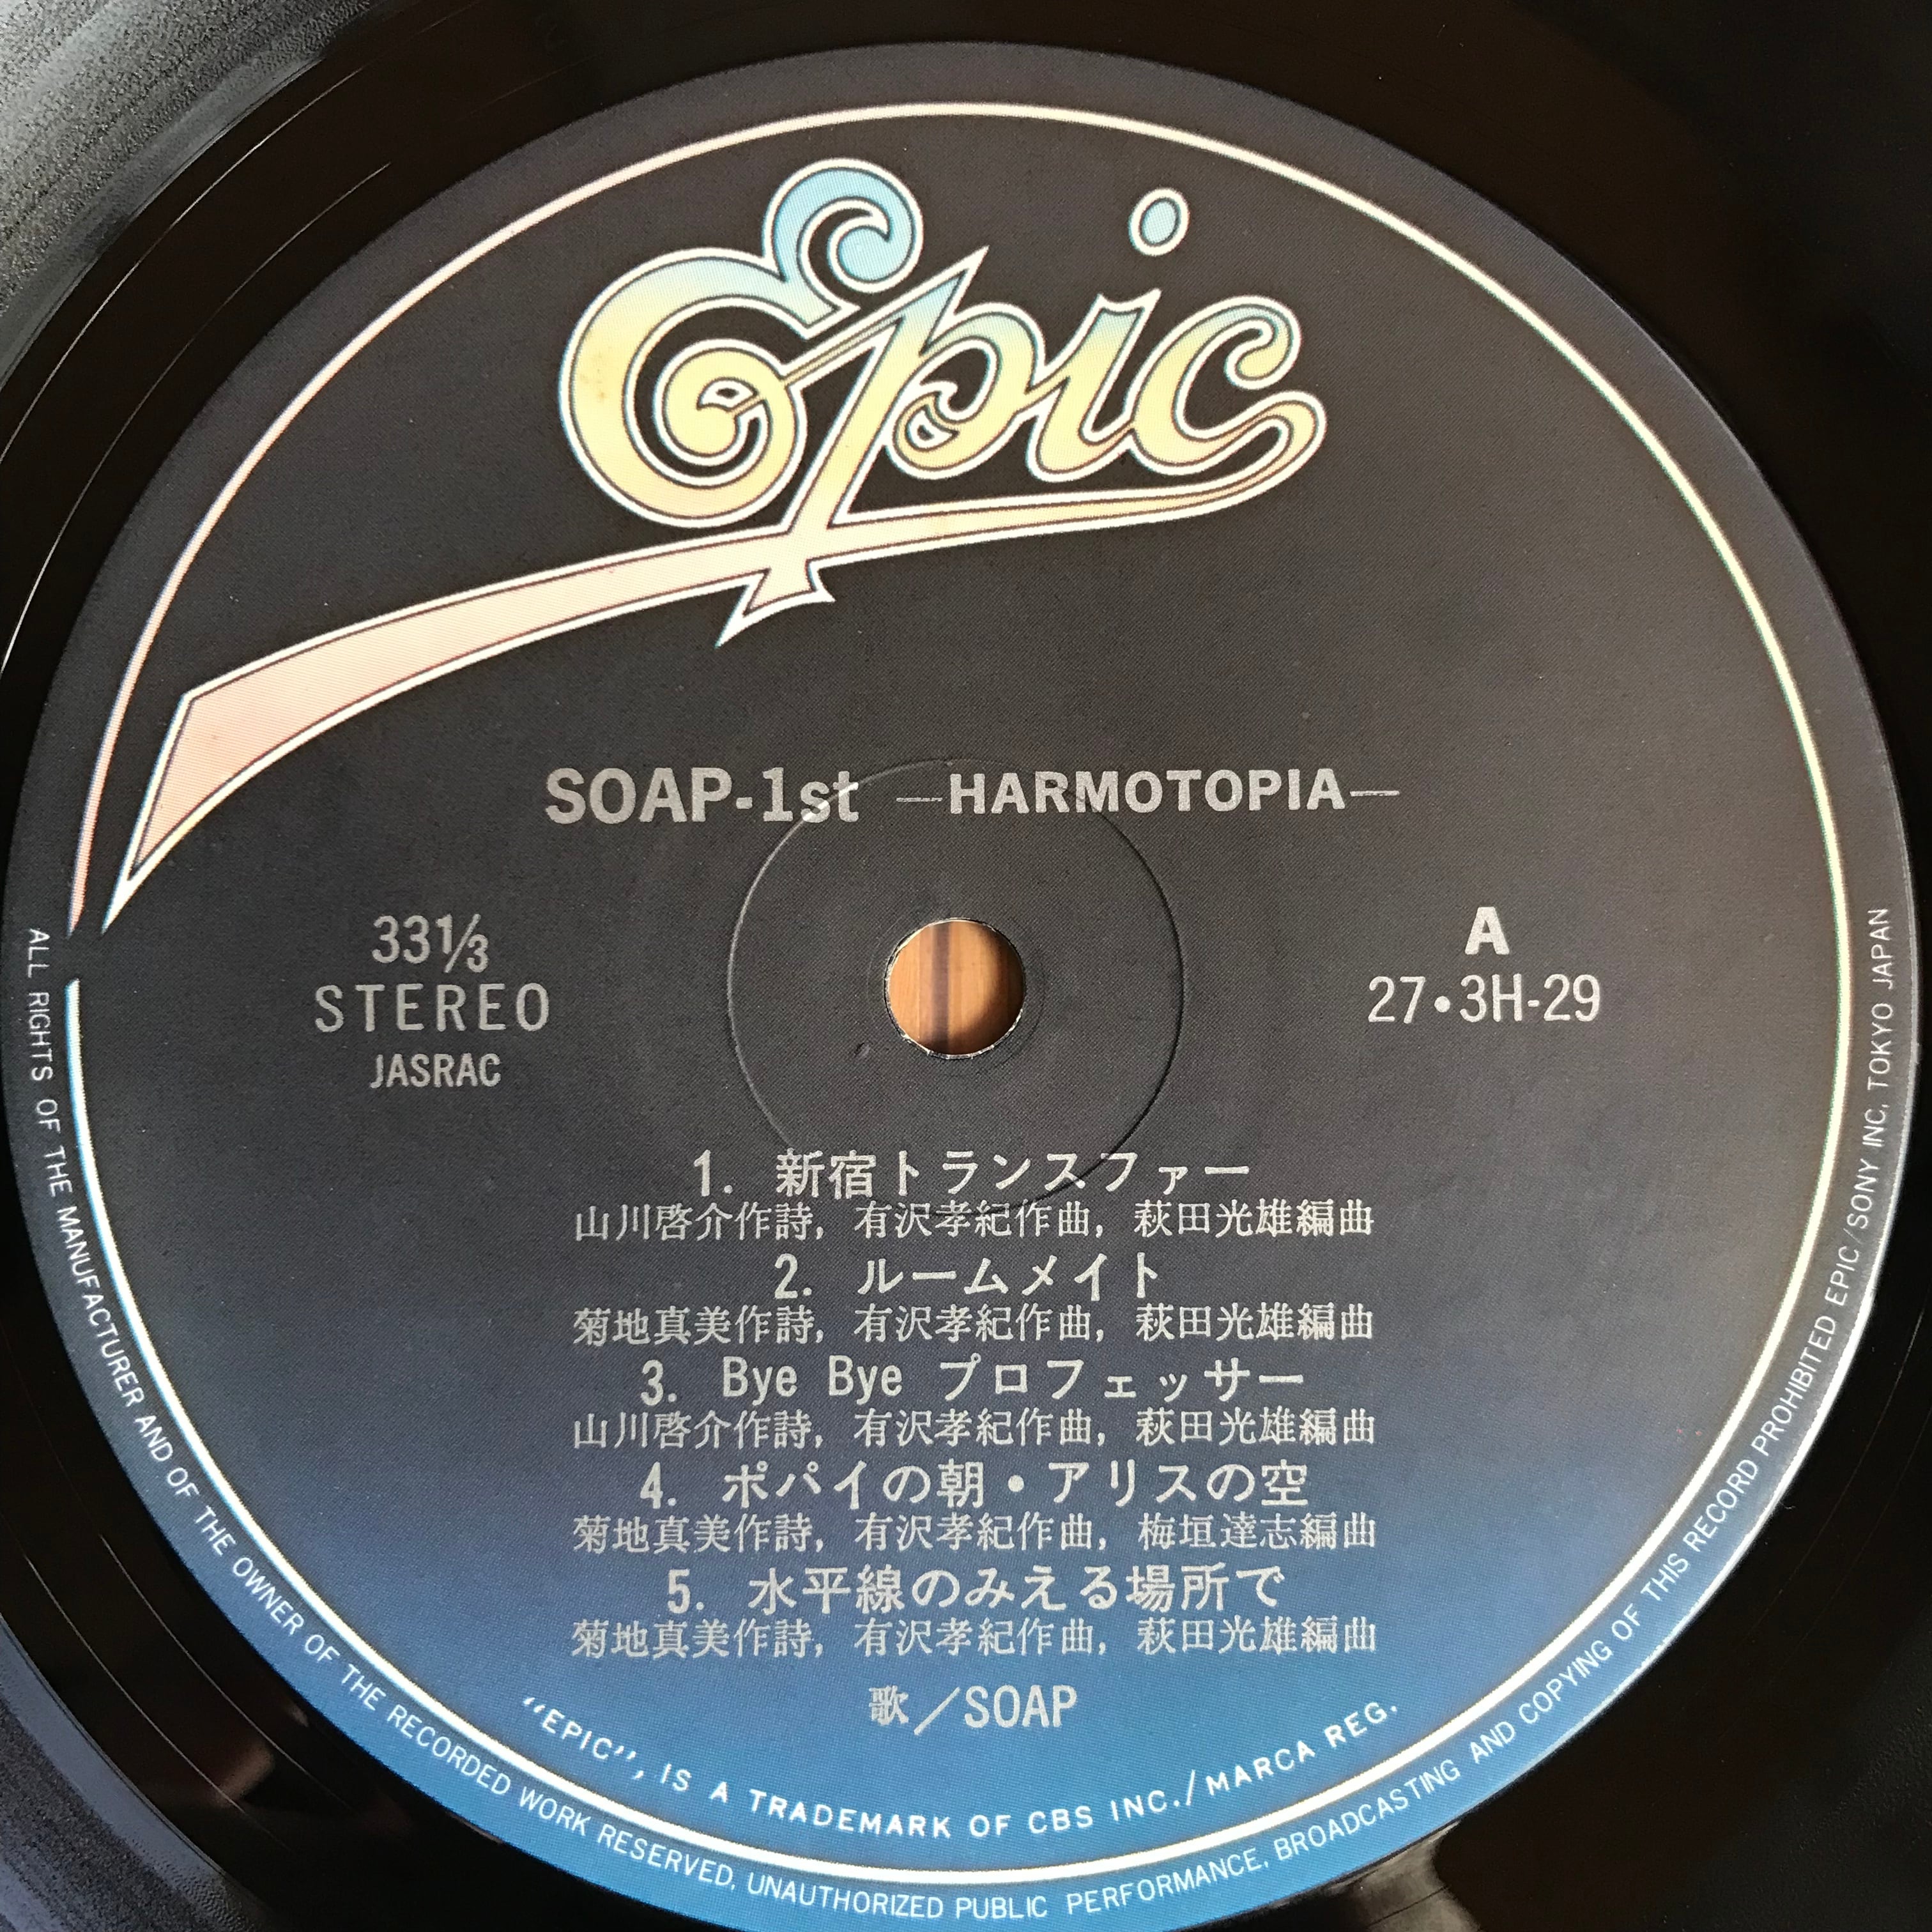 Epic
SOAP-1st —HARMOTOPIA—
33⅓
STEREO
JASRAC
A
27・3H-29
1. 新宿トランスファー
山川啓介作詩, 有沢孝紀作曲, 萩田光雄編曲
2. ルームメイト
菊地真美作詩, 有沢孝紀作曲, 萩田光雄編曲
3. Bye Bye プロフェッサー
山川啓介作詩, 有沢孝紀作曲, 萩田光雄編曲
4. ポパイの朝・アリスの空
菊地真美作詩, 有沢孝紀作曲, 梅垣達志編曲
5. 水平線のみえる場所で
菊地真美作詩, 有沢孝紀作曲, 萩田光雄編曲
歌／SOAP
“EPIC”, IS A TRADEMARK OF CBS INC./MARCA REG.
ALL RIGHTS OF THE MANUFACTURER AND OF THE OWNER OF THE RECORDED WORK RESERVED, UNAUTHORIZED PUBLIC PERFORMANCE, BROADCASTING AND COPYING OF THIS RECORD PROHIBITED EPIC/SONY INC, TOKYO JAPAN